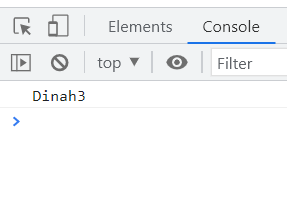 Elements Console
top ▼ Filter
Dinah3
>